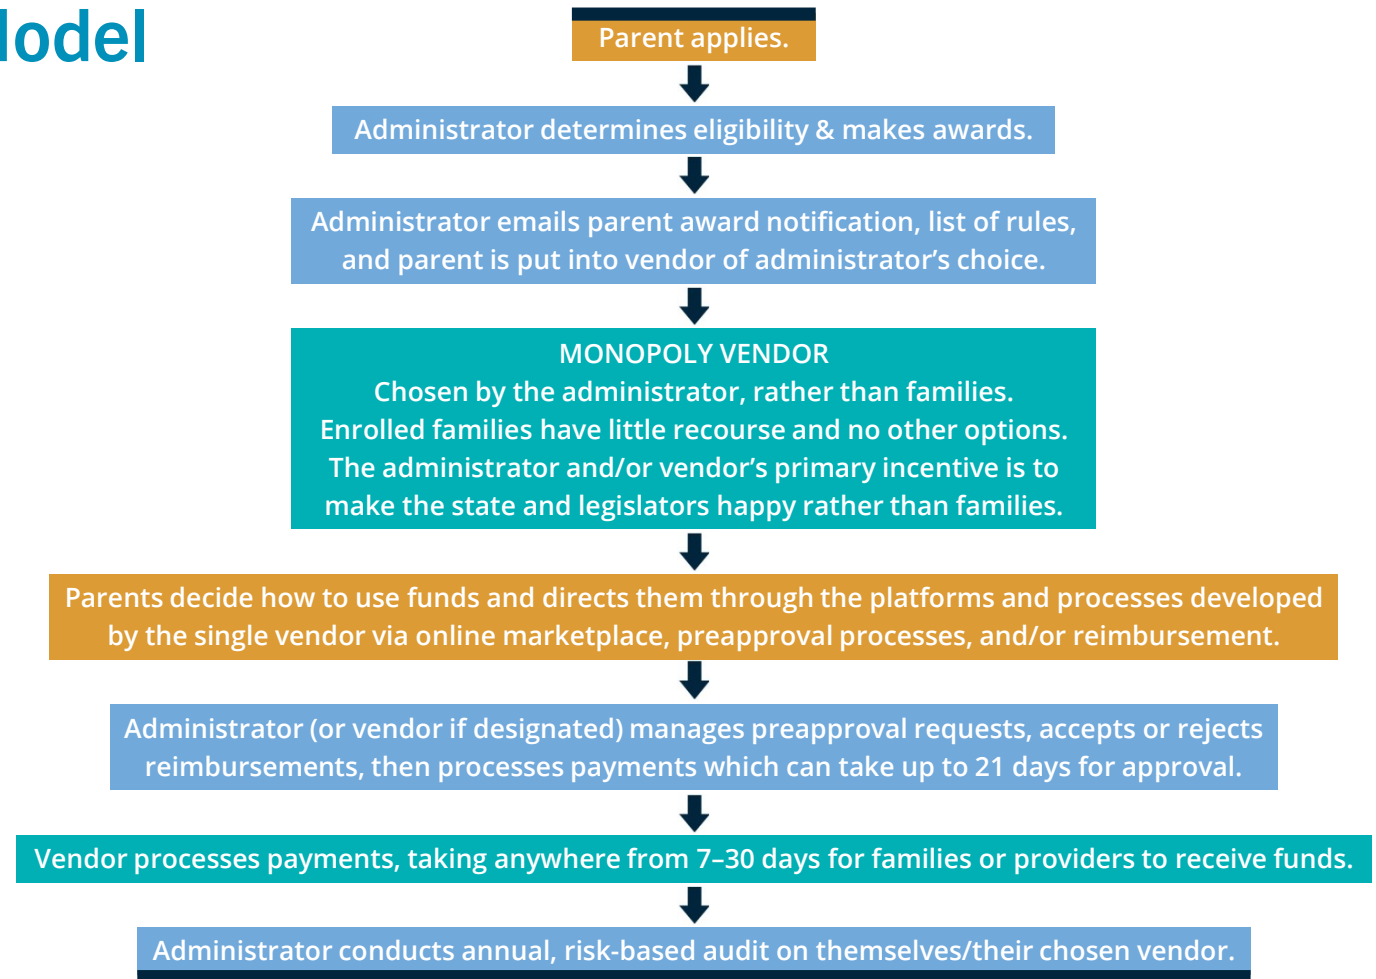 Model
Parent applies.
Administrator determines eligibility & makes awards.
Administrator emails parent award notification, list of rules,
and parent is put into vendor of administrator’s choice.
MONOPOLY VENDOR
Chosen by the administrator, rather than families.
Enrolled families have little recourse and no other options.
The administrator and/or vendor’s primary incentive is to
make the state and legislators happy rather than families.
Parents decide how to use funds and directs them through the platforms and processes developed
by the single vendor via online marketplace, preapproval processes, and/or reimbursement.
Administrator (or vendor if designated) manages preapproval requests, accepts or rejects
reimbursements, then processes payments which can take up to 21 days for approval.
Vendor processes payments, taking anywhere from 7–30 days for families or providers to receive funds.
Administrator conducts annual, risk-based audit on themselves/their chosen vendor.